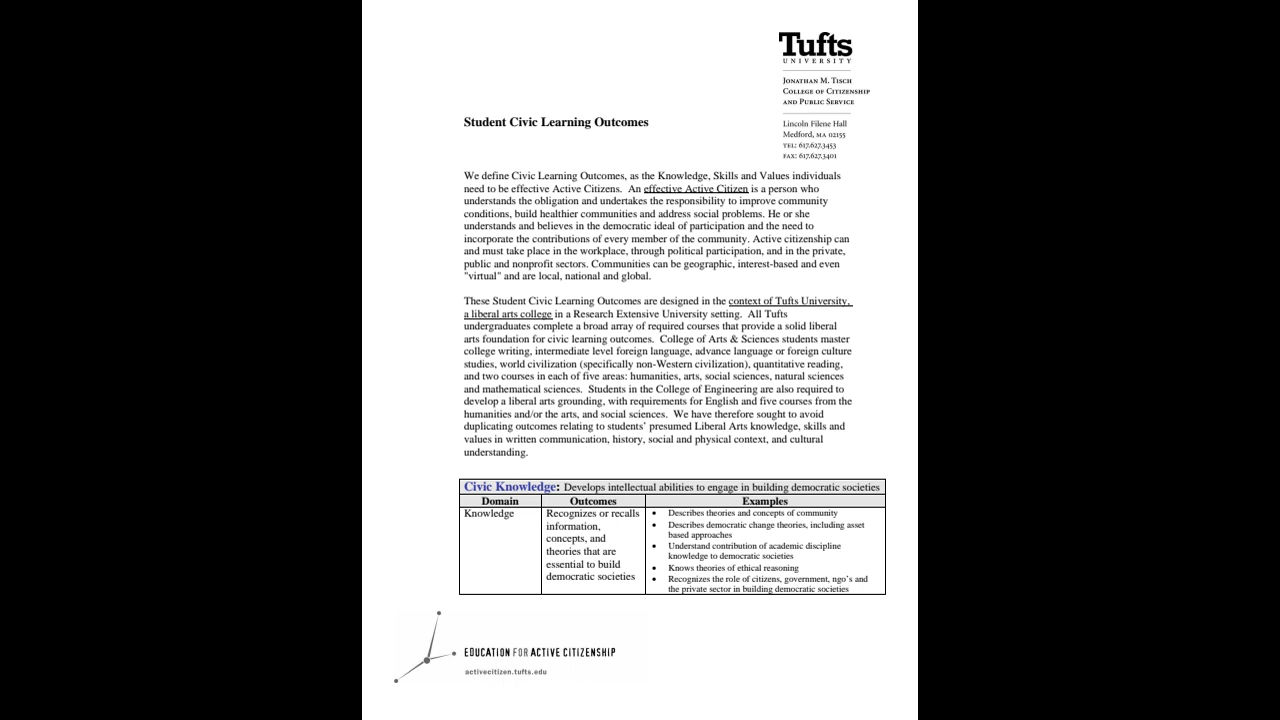 Tufts
UNIVERSITY
JONATHAN M. TISCH
COLLEGE OF CITIZENSHIP
AND PUBLIC SERVICE
Lincoln Filene Hall
Medford, MA 02155
TEL: 617.627.3453
FAX: 617.627.3401
Student Civic Learning Outcomes
We define Civic Learning Outcomes, as the Knowledge, Skills and Values individuals
need to be effective Active Citizens. An effective Active Citizen is a person who
understands the obligation and undertakes the responsibility to improve community
conditions, build healthier communities and address social problems. He or she
understands and believes in the democratic ideal of participation and the need to
incorporate the contributions of every member of the community. Active citizenship can
and must take place in the workplace, through political participation, and in the private,
public and nonprofit sectors. Communities can be geographic, interest-based and even
"virtual" and are local, national and global.
These Student Civic Learning Outcomes are designed in the context of Tufts University,
a liberal arts college in a Research Extensive University setting. All Tufts
undergraduates complete a broad array of required courses that provide a solid liberal
arts foundation for civic learning outcomes. College of Arts & Sciences students master
college writing, intermediate level foreign language, advance language or foreign culture
studies, world civilization (specifically non-Western civilization), quantitative reading,
and two courses in each of five areas: humanities, arts, social sciences, natural sciences
and mathematical sciences. Students in the College of Engineering are also required to
develop a liberal arts grounding, with requirements for English and five courses from the
humanities and/or the arts, and social sciences. We have therefore sought to avoid
duplicating outcomes relating to students' presumed Liberal Arts knowledge, skills and
values in written communication, history, social and physical context, and cultural
understanding.
Civic Knowledge: Develops intellectual abilities to engage in building democratic societies
Domain Outcomes Examples
Knowledge
Recognizes or recalls
information,
concepts, and
theories that are
essential to build
democratic societies
• Describes theories and concepts of community
• Describes democratic change theories, including asset
based approaches
• Understand contribution of academic discipline
knowledge to democratic societies
• Knows theories of ethical reasoning
• Recognizes the role of citizens, government, ngo's and
the private sector in building democratic societies
EDUCATION FOR ACTIVE CITIZENSHIP
activecitizen.tufts.edu